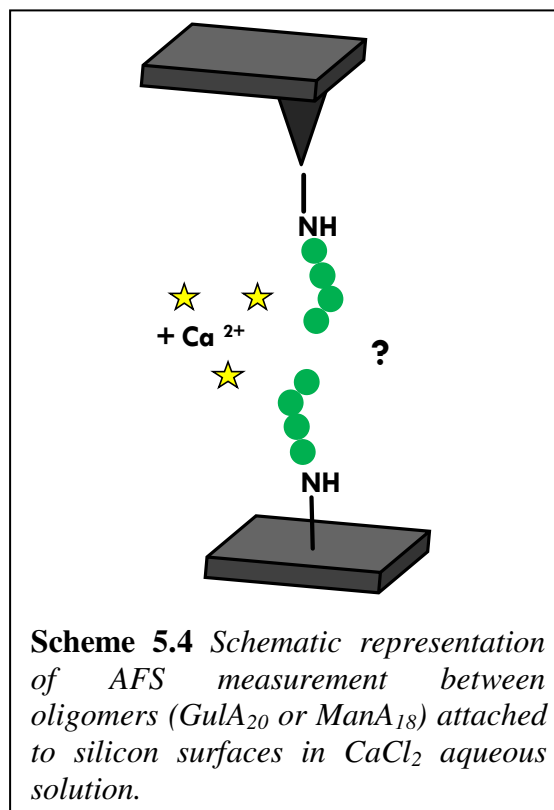 NH
+ Ca 2+
?
NH
Scheme 5.4 Schematic representation
of AFS measurement between
oligomers (GulA20 or ManA18) attached
to silicon surfaces in CaCl2 aqueous
solution.